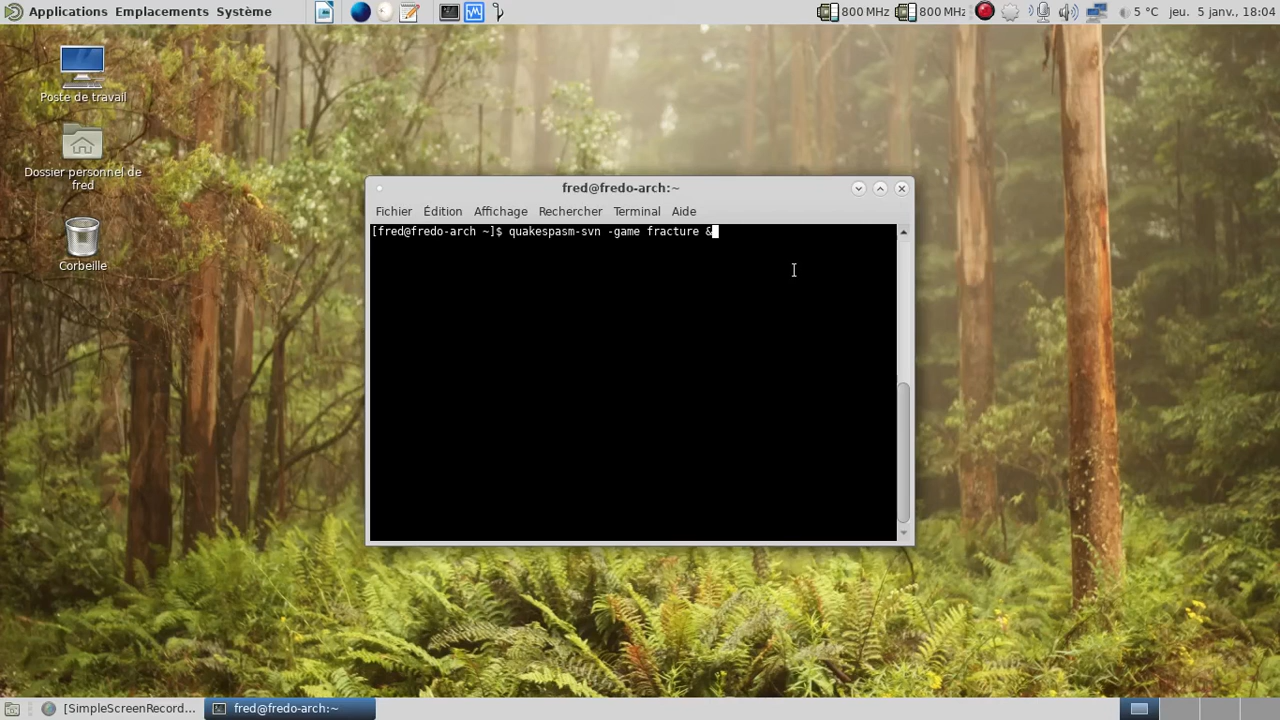 Applications Emplacements Système
800 MHz 800 MHz 5 °C jeu. 5 janv., 18:04
Poste de travail
Dossier personnel de
fred
Corbeille
fred@fredo-arch:~
Fichier Édition Affichage Rechercher Terminal Aide
[fred@fredo-arch ~]$ quakespasm-svn -game fracture &
[SimpleScreenRecord... fred@fredo-arch:~